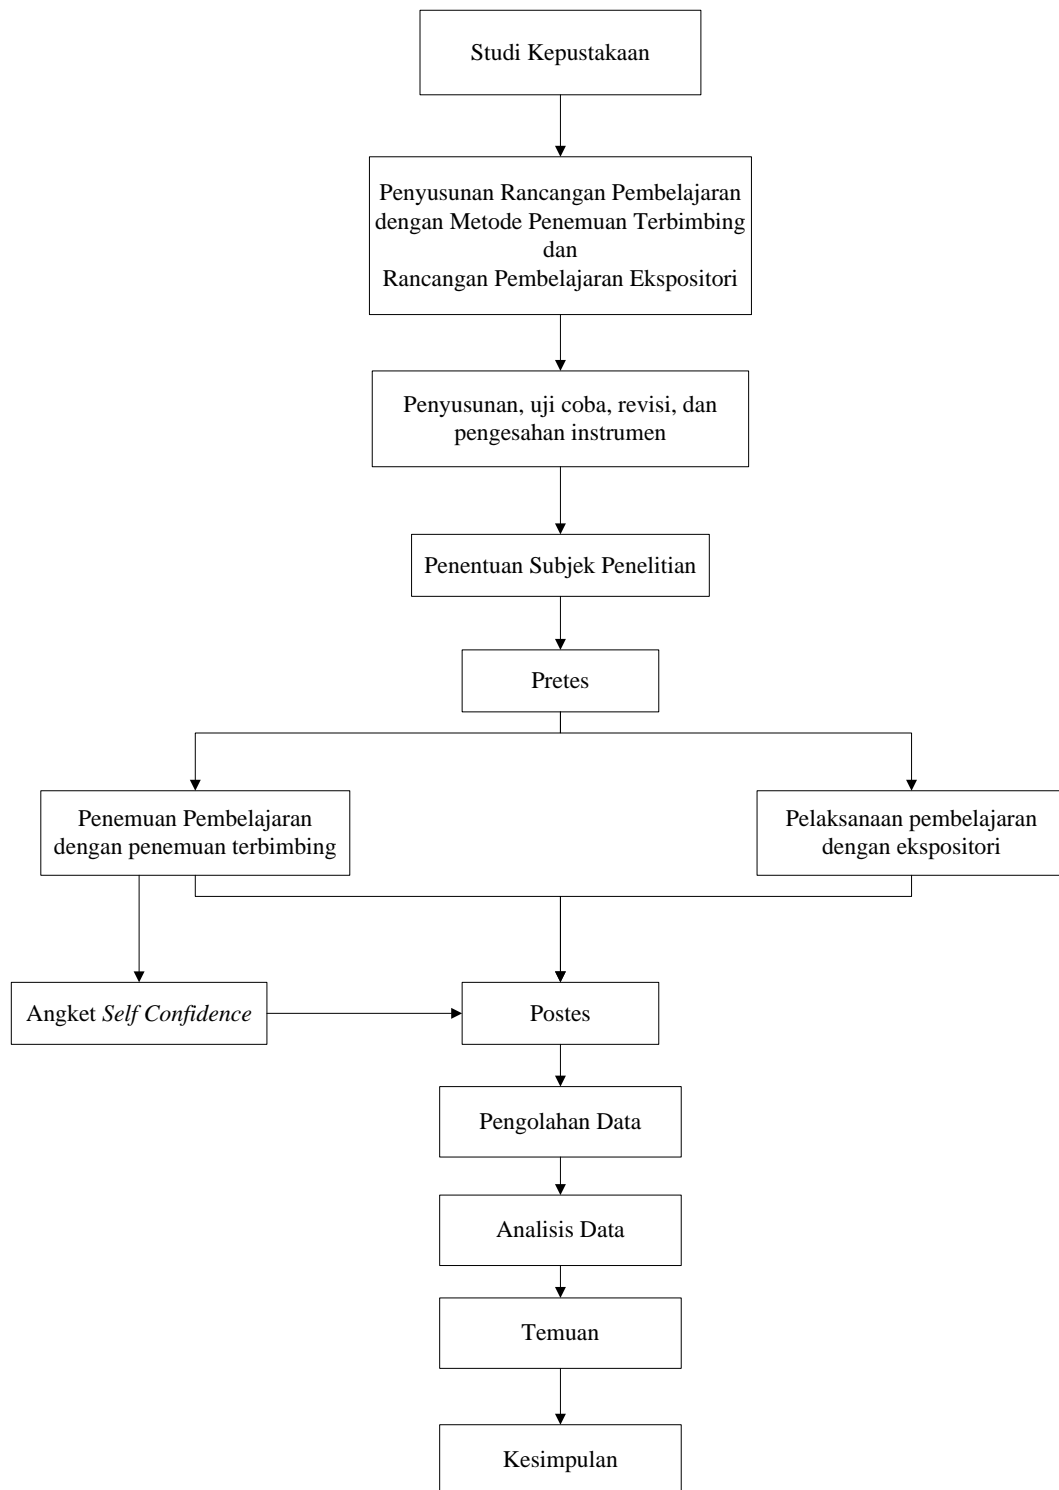 Studi Kepustakaan
Penyusunan Rancangan Pembelajaran
dengan Metode Penemuan Terbimbing
dan
Rancangan Pembelajaran Ekspositori
Penyusunan, uji coba, revisi, dan
pengesahan instrumen
Penentuan Subjek Penelitian
Pretes
Penemuan Pembelajaran
dengan penemuan terbimbing
Pelaksanaan pembelajaran
dengan ekspositori
Angket Self Confidence
Postes
Pengolahan Data
Analisis Data
Temuan
Kesimpulan